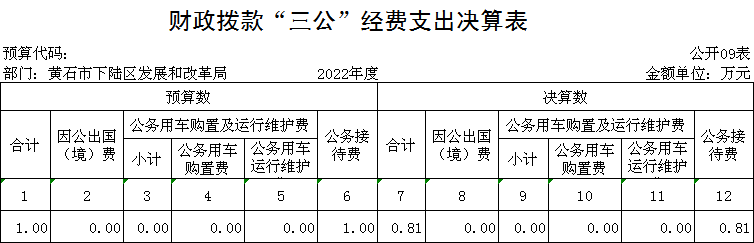 财政拨款“三公”经费支出决算表
预算代码： 公开09表
部门：黄石市下陆区发展和改革局 2022年度 金额单位：万元
预算数 决算数
合计 因公出国（境）费 公务用车购置及运行维护费 公务接待费 合计 因公出国（境）费 公务用车购置及运行维护费 公务接待费
小计 公务用车购置费 公务用车运行维护 小计 公务用车购置费 公务用车运行维护
1 2 3 4 5 6 7 8 9 10 11 12
1.00 0.00 0.00 0.00 0.00 1.00 0.81 0.00 0.00 0.00 0.00 0.81